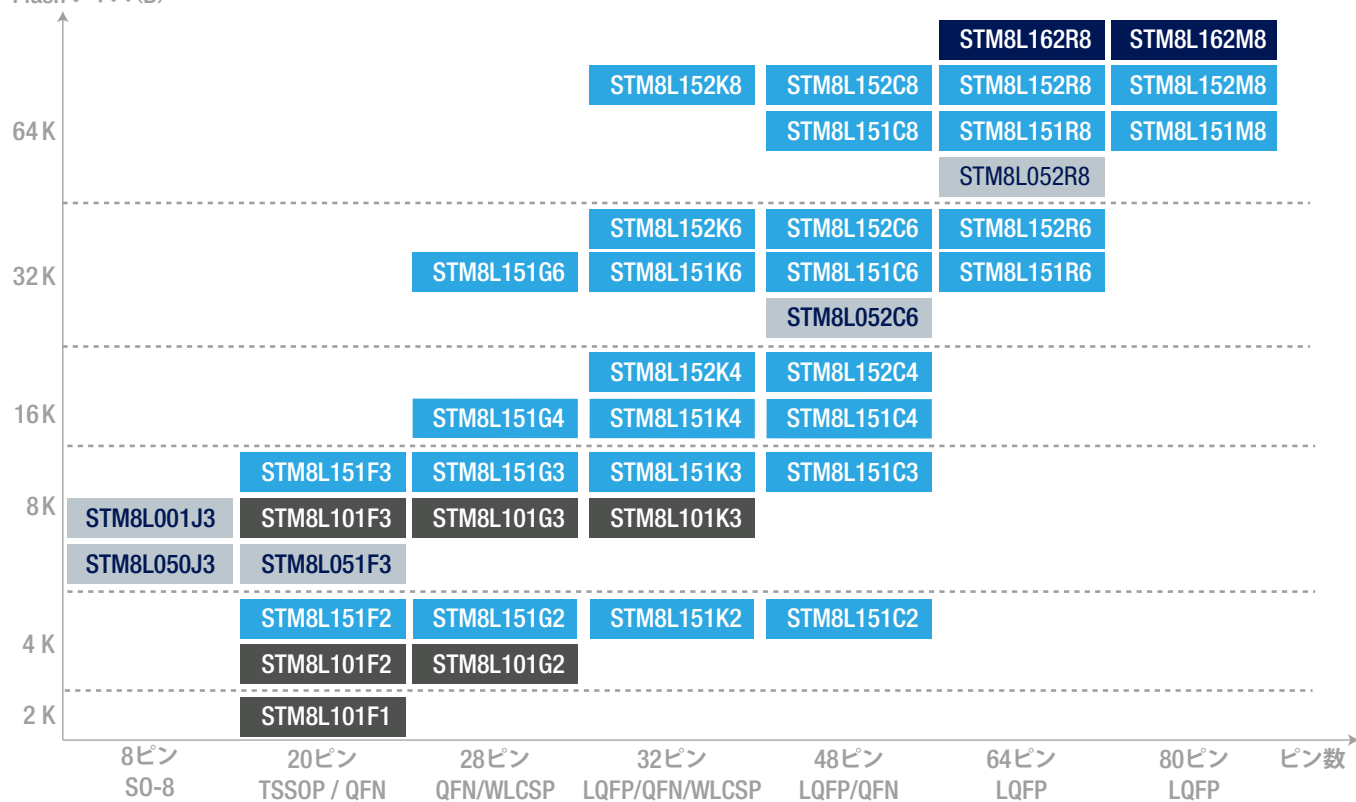 STM8L162R8 STM8L162M8
STM8L152K8 STM8L152C8 STM8L152R8 STM8L152M8
64 K
STM8L151C8 STM8L151R8 STM8L151M8
STM8L052R8
STM8L152K6 STM8L152C6 STM8L152R6
32 K
STM8L151G6 STM8L151K6 STM8L151C6 STM8L151R6
STM8L052C6
STM8L152K4 STM8L152C4
16 K
STM8L151G4 STM8L151K4 STM8L151C4
STM8L151F3 STM8L151G3 STM8L151K3 STM8L151C3
8 K
STM8L001J3 STM8L101F3 STM8L101G3 STM8L101K3
STM8L050J3 STM8L051F3
STM8L151F2 STM8L151G2 STM8L151K2 STM8L151C2
4 K
STM8L101F2 STM8L101G2
2 K
STM8L101F1
8ピン 20ピン 28ピン 32ピン 48ピン 64ピン 80ピン ピン数
SO-8 TSSOP / QFN QFN/WLCSP LQFP/QFN/WLCSP LQFP/QFN LQFP LQFP